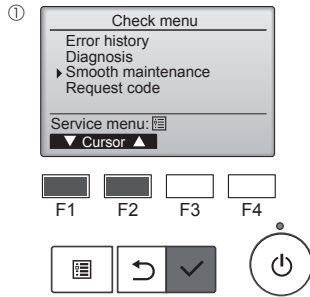 ①
Check menu
Error history
Diagnosis
Smooth maintenance
Request code
Service menu:
▼ Cursor ▲
F1 F2 F3 F4